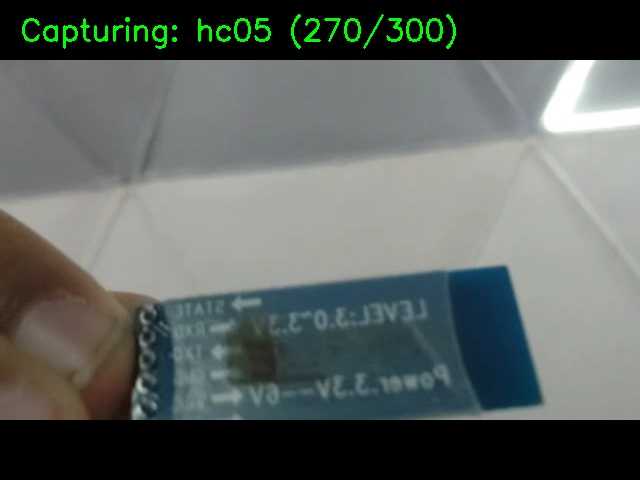 Capturing: hc05 (270/300)
STATE
RXD
TXD
LEVEL:3.0~3.3V
Power.3.3V--6V